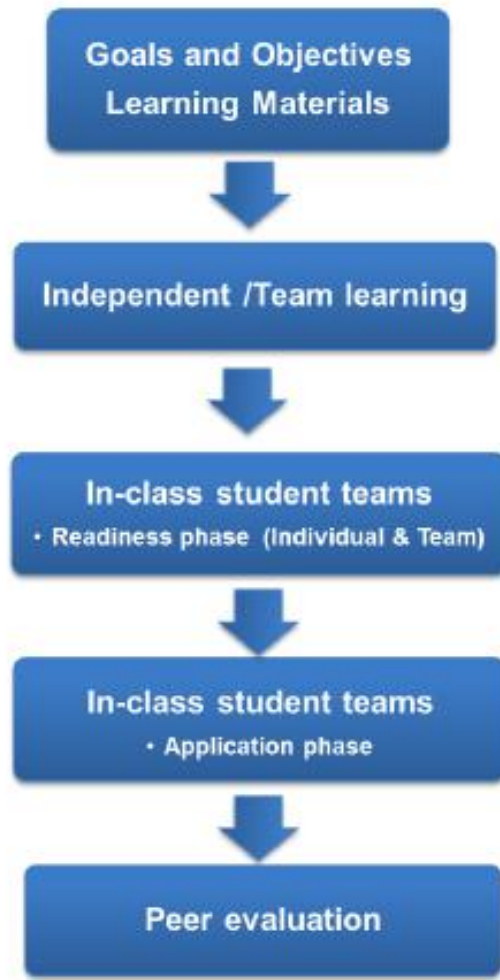 Goals and Objectives
Learning Materials
Independent /Team learning
In-class student teams
• Readiness phase (Individual & Team)
In-class student teams
• Application phase
Peer evaluation